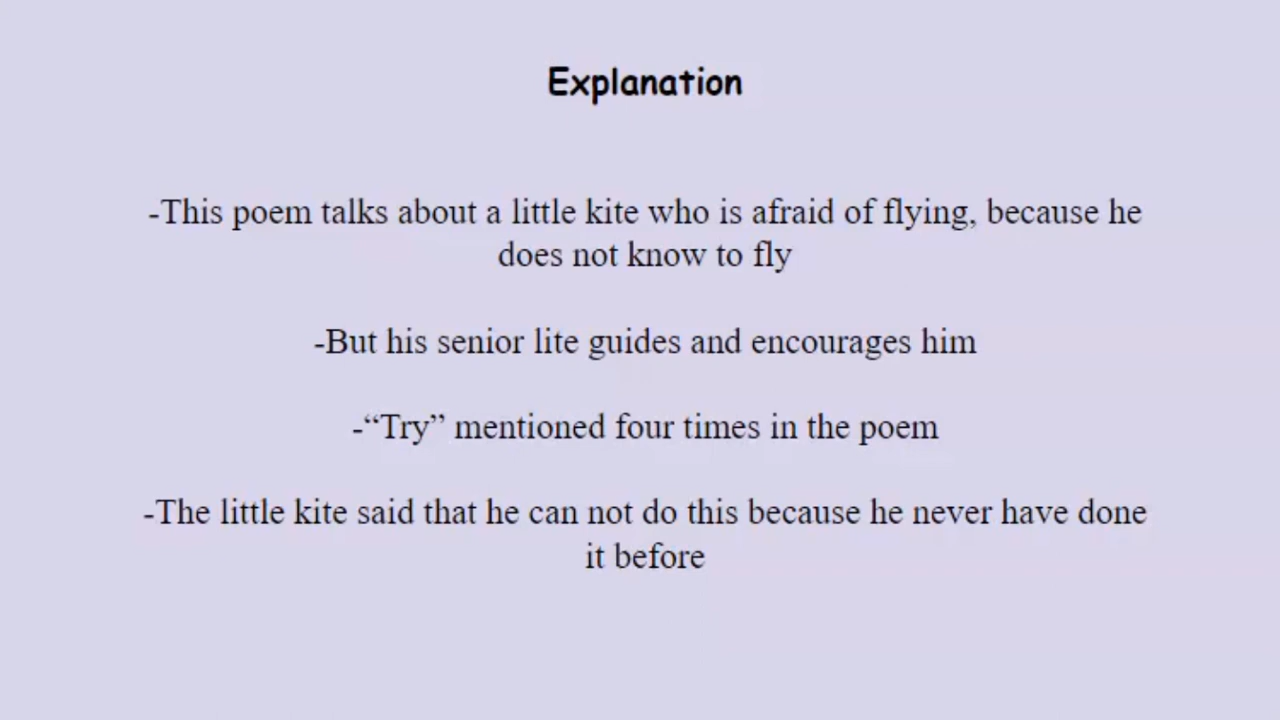 Explanation
-This poem talks about a little kite who is afraid of flying, because he
does not know to fly
-But his senior lite guides and encourages him
-“Try” mentioned four times in the poem
-The little kite said that he can not do this because he never have done
it before